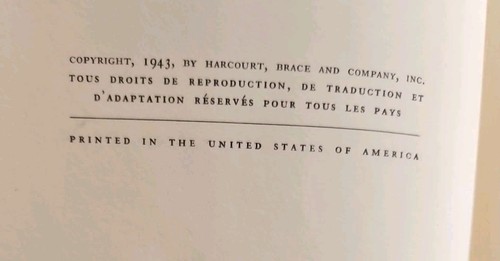 COPYRIGHT, 1943, BY HARCOURT, BRACE AND COMPANY, INC.
TOUS DROITS DE REPRODUCTION, DE TRADUCTION ET
D'ADAPTATION RÉSERVÉS POUR TOUS LES PAYS
PRINTED IN THE UNITED STATES OF AMERICA